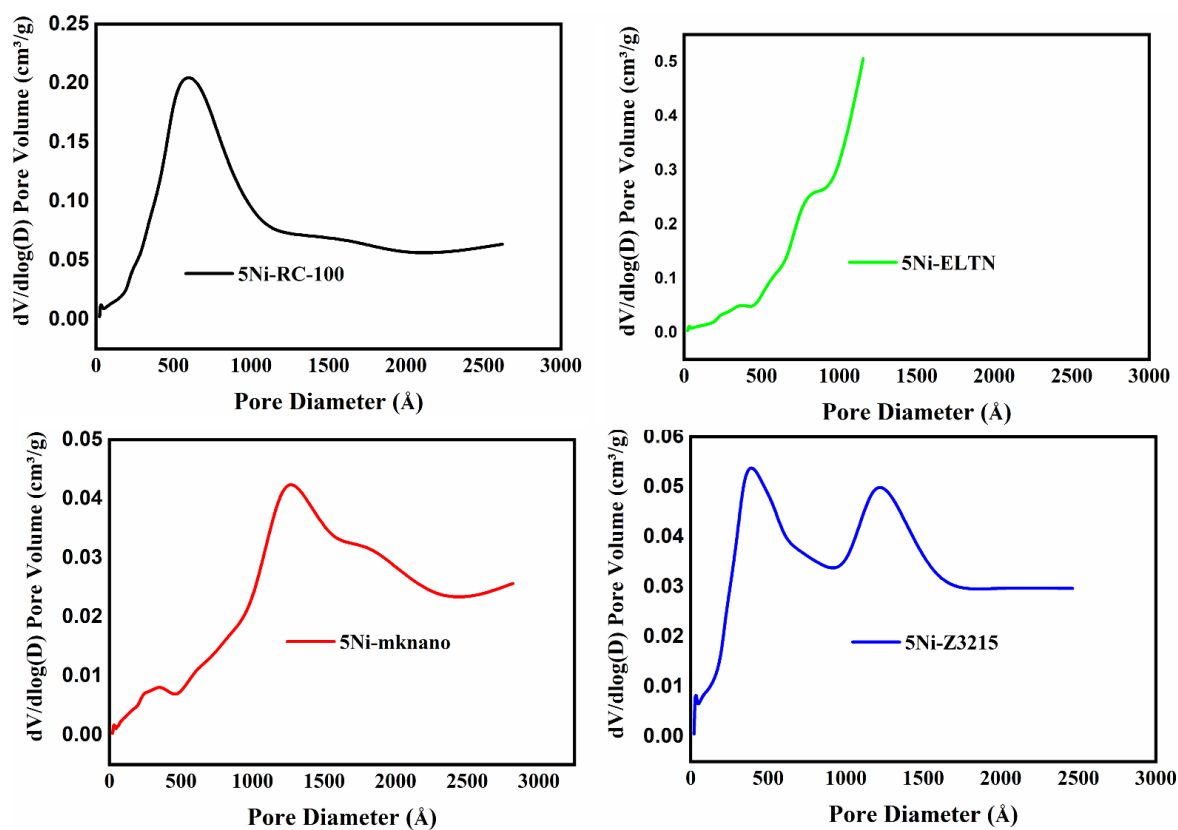 dV/dlog(D) Pore Volume (cm³/g)
0.25
0.20
0.15
0.10
0.05
0.00
5Ni-RC-100
0 500 1000 1500 2000 2500 3000
Pore Diameter (Å)
dV/dlog(D) Pore Volume (cm³/g)
0.5
0.4
0.3
0.2
0.1
0.0
5Ni-ELTN
0 500 1000 1500 2000 2500 3000
Pore Diameter (Å)
dV/dlog(D) Pore Volume (cm³/g)
0.05
0.04
0.03
0.02
0.01
0.00
5Ni-mknano
0 500 1000 1500 2000 2500 3000
Pore Diameter (Å)
dV/dlog(D) Pore Volume (cm³/g)
0.06
0.05
0.04
0.03
0.02
0.01
0.00
5Ni-Z3215
0 500 1000 1500 2000 2500 3000
Pore Diameter (Å)